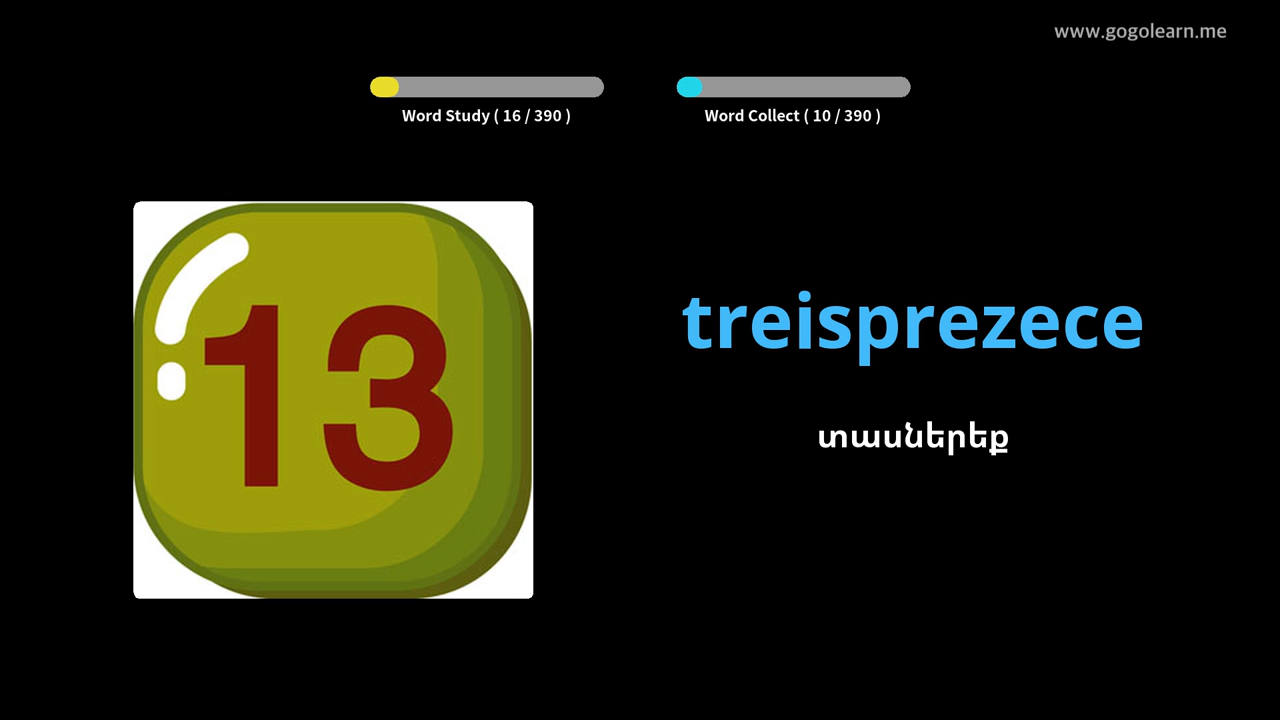 www.gogolearn.me
Word Study ( 16 / 390 )
Word Collect ( 10 / 390 )
13
treisprezece
տասներեք